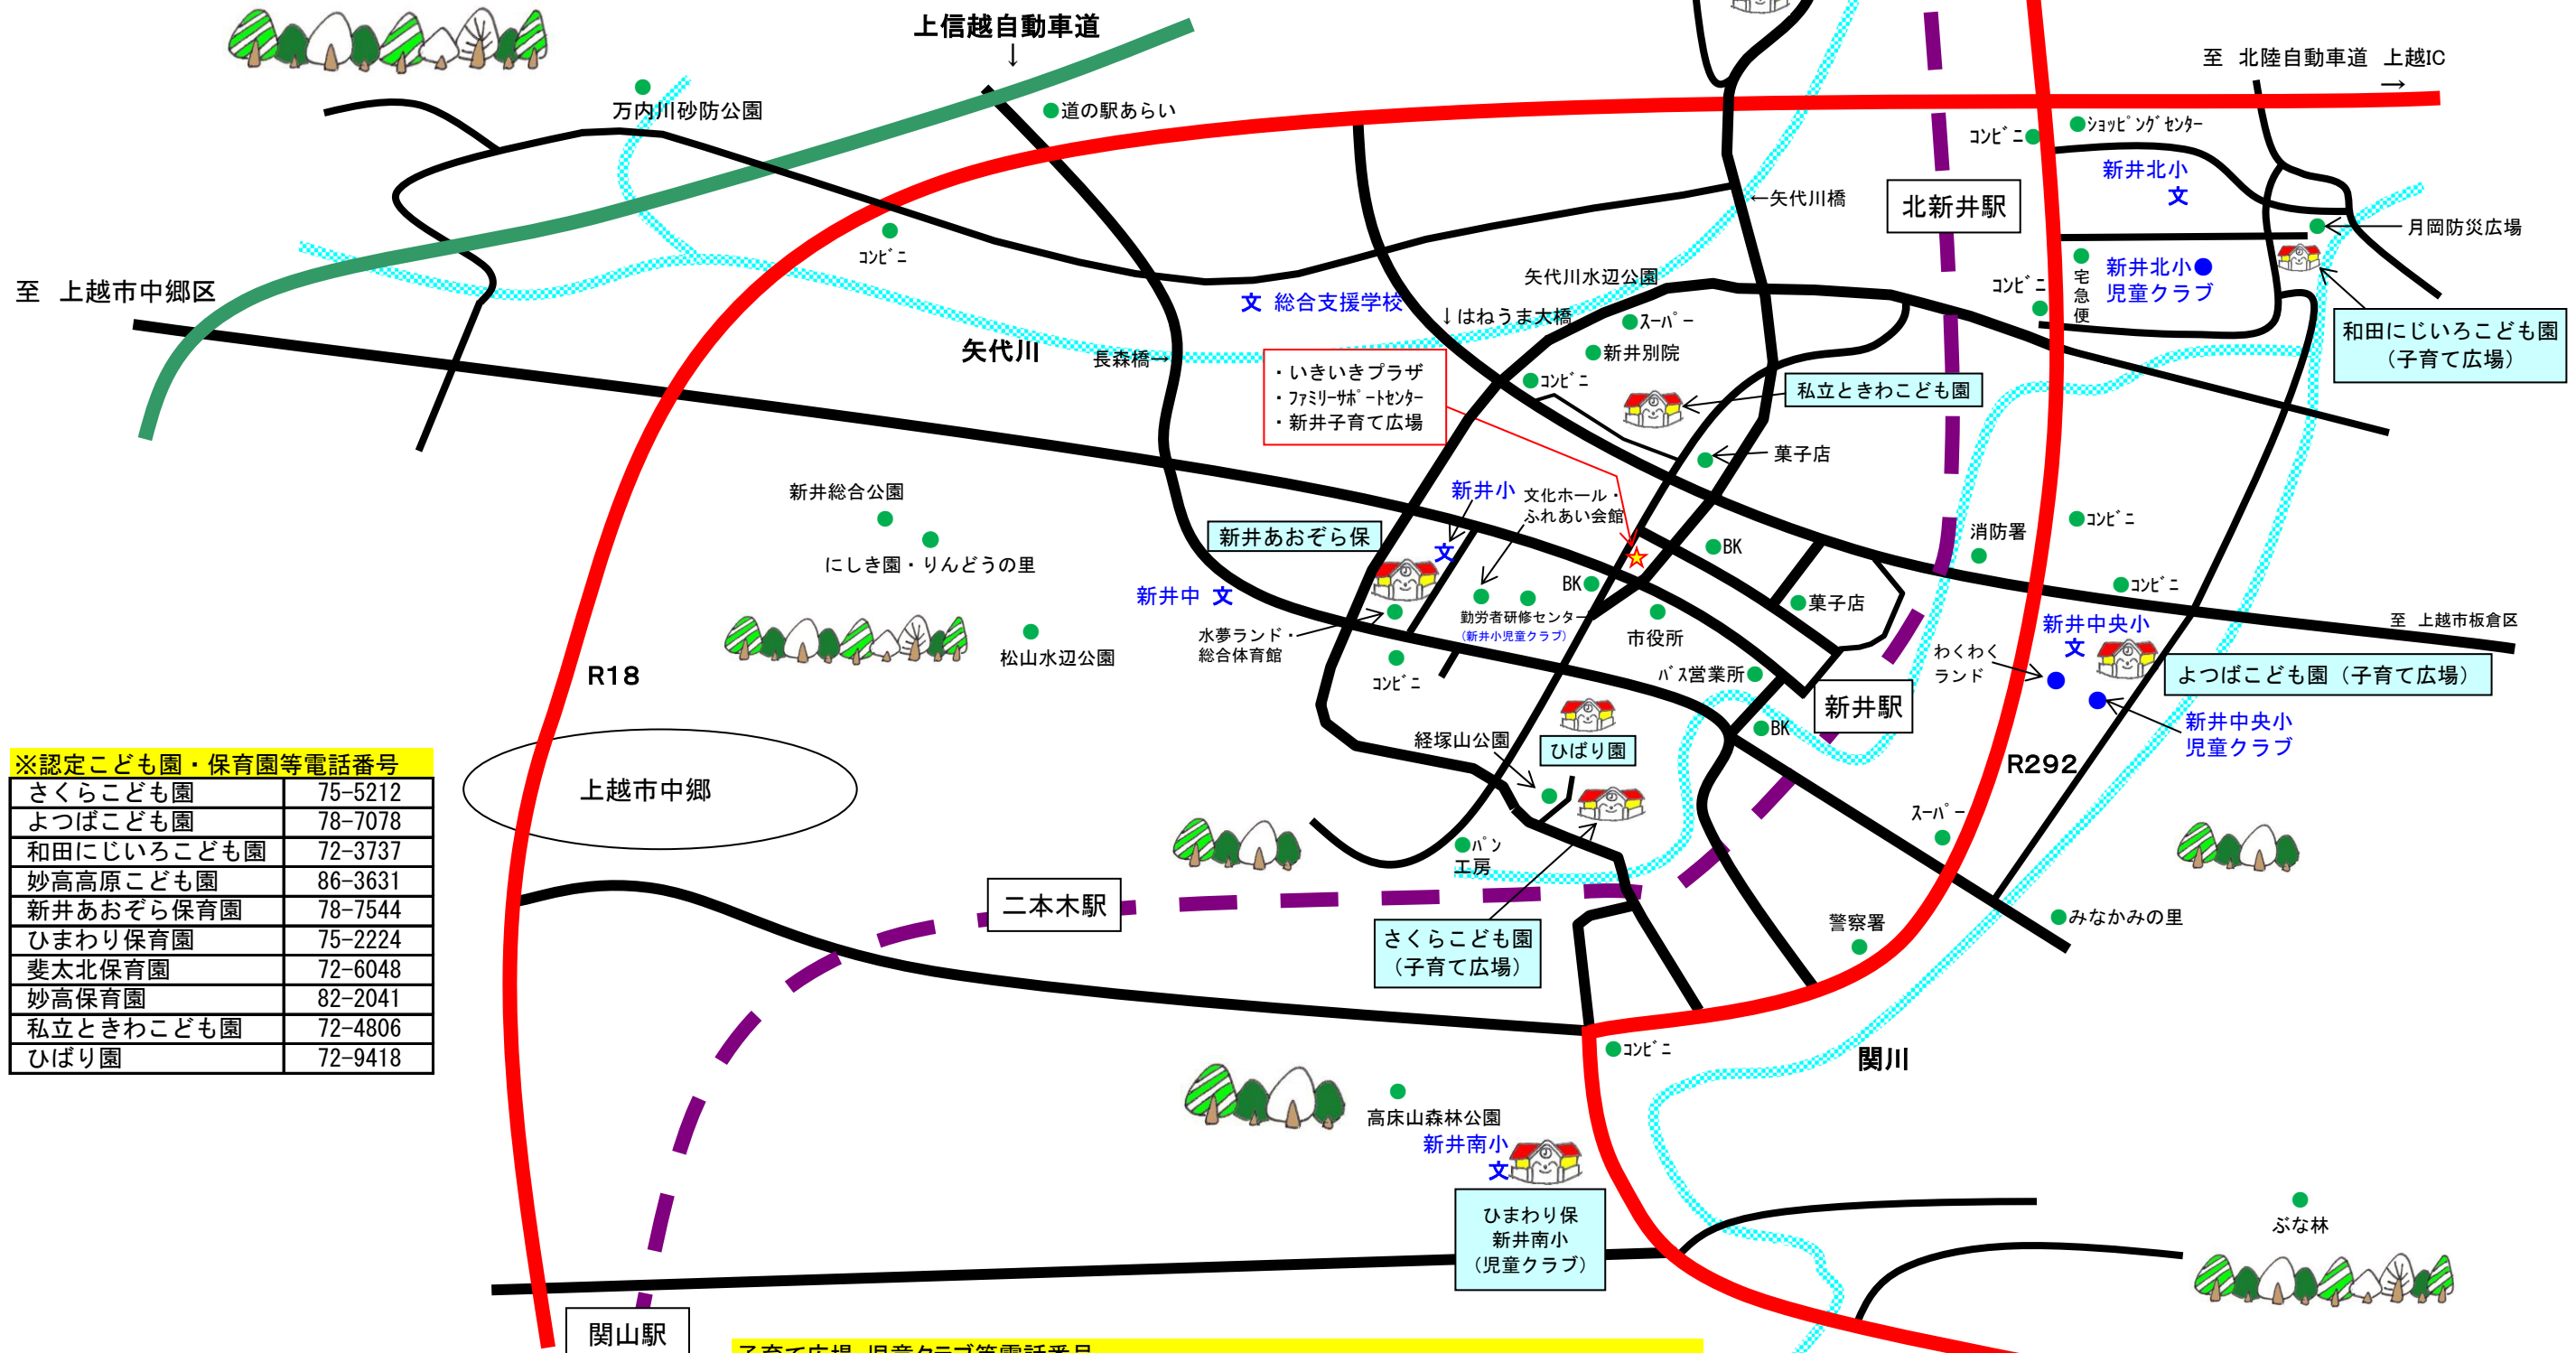 上信越自動車道
↓
至 北陸自動車道 上越IC
→
万内川砂防公園
道の駅あらい
コンビニ
ショッピングセンター
新井北小
文
←矢代川橋
北新井駅
月岡防災広場
コンビニ
至 上越市中郷区
矢代川水辺公園
コンビニ
宅急便
新井北小
児童クラブ
文 総合支援学校
↓はねうま大橋
スーパー
和田にじいろこども園
（子育て広場）
矢代川
長森橋→
新井別院
・いきいきプラザ
・ファミリーサポートセンター
・新井子育て広場
コンビニ
私立ときわこども園
菓子店
新井総合公園
新井小
文
文化ホール・
ふれあい会館
新井あおぞら保
にしき園・りんどうの里
BK
消防署
コンビニ
新井中 文
BK
コンビニ
菓子店
勤労者研修センター
（新井小児童クラブ）
市役所
至 上越市板倉区
水夢ランド・
総合体育館
松山水辺公園
新井中央小
文
わくわく
ランド
R18
コンビニ
バス営業所
よつばこども園（子育て広場）
新井駅
新井中央小
児童クラブ
BK
経塚山公園
ひばり園
R292
※認定こども園・保育園等電話番号
さくらこども園 75-5212
よつばこども園 78-7078
和田にじいろこども園 72-3737
妙高高原こども園 86-3631
新井あおぞら保育園 78-7544
ひまわり保育園 75-2224
斐太北保育園 72-6048
妙高保育園 82-2041
私立ときわこども園 72-4806
ひばり園 72-9418
上越市中郷
スーパー
パン
工房
二本木駅
さくらこども園
（子育て広場）
みなかみの里
警察署
コンビニ
関川
高床山森林公園
新井南小
文
ひまわり保
新井南小
（児童クラブ）
ぶな林
関山駅
子育て広場・児童クラブ等電話番号